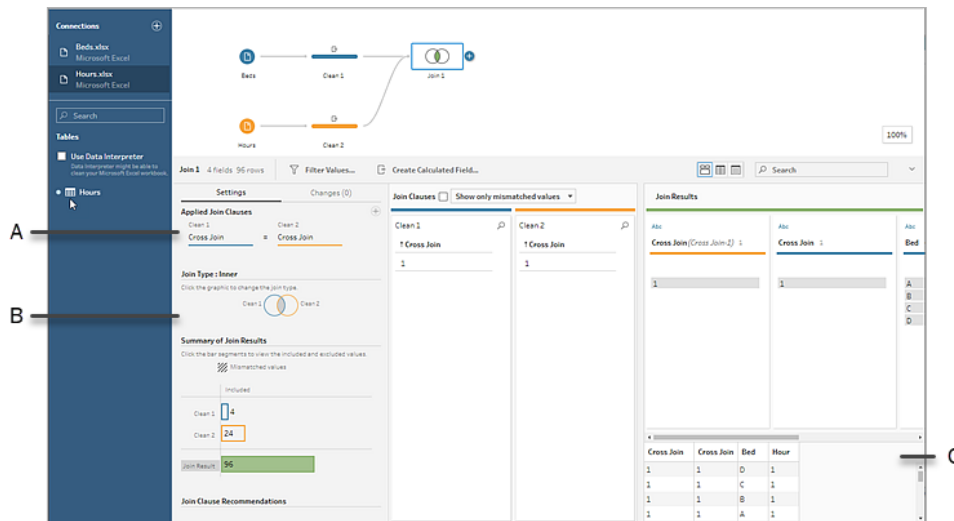 Connections
Beds.xlsx
Microsoft Excel
Hours.xlsx
Microsoft Excel
Search
Tables
Use Data Interpreter
Data Interpreter might be able to
clean your Microsoft Excel workbook.
Hours
Beds
Clean 1
Join 1
Hours
Clean 2
100%
Join 1 4 fields 96 rows
Filter Values...
Create Calculated Field...
Search
Settings
Changes (0)
Applied Join Clauses
Clean 1 Clean 2
Cross Join = Cross Join
Join Type : Inner
Click the graphic to change the join type.
Clean 1 Clean 2
Summary of Join Results
Click the bar segments to view the included and excluded values.
Mismatched values
Included
Clean 1 4
Clean 2 24
Join Result 96
Join Clause Recommendations
Join Clauses Show only mismatched values
Clean 1
Cross Join
1
Clean 2
Cross Join
1
Join Results
Abc
Cross Join (Cross Join-1)
1
Abc
Cross Join
1
Abc
Bed
A
B
C
D
Cross Join Cross Join Bed Hour
1 1 D 1
1 1 C 1
1 1 B 1
1 1 A 1
A
B